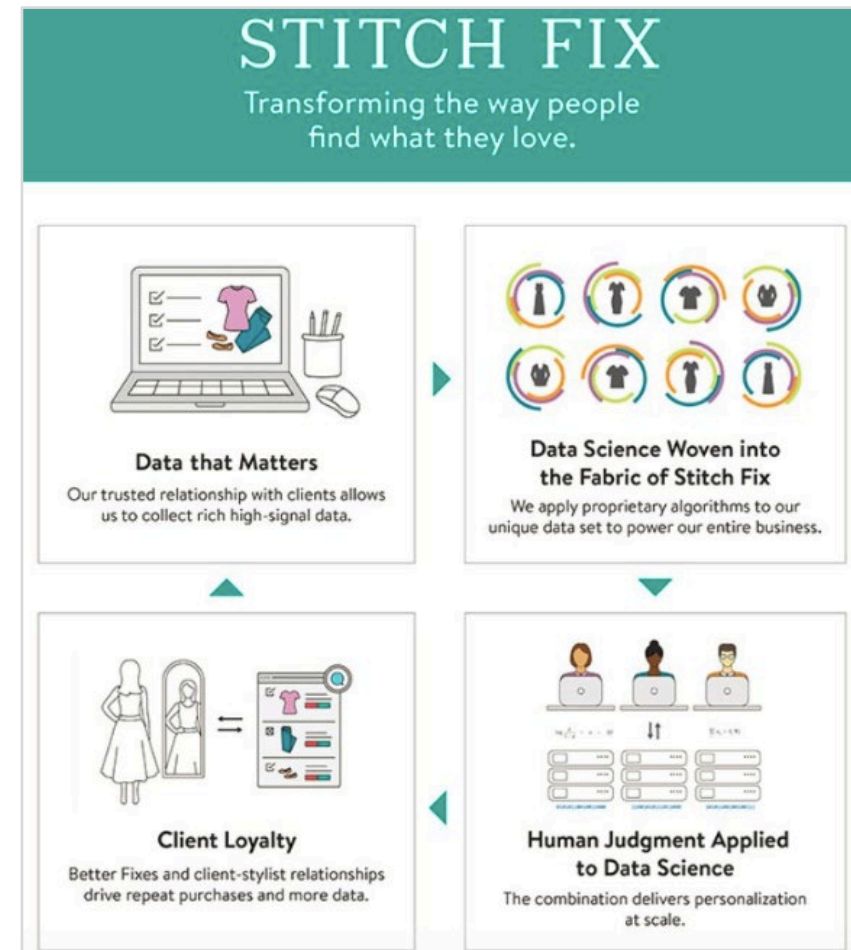 STITCH FIX
Transforming the way people
find what they love.
Data that Matters
Our trusted relationship with clients allows
us to collect rich high-signal data.
Data Science Woven into
the Fabric of Stitch Fix
We apply proprietary algorithms to our
unique data set to power our entire business.
Human Judgment Applied
to Data Science
The combination delivers personalization
at scale.
Client Loyalty
Better Fixes and client-stylist relationships
drive repeat purchases and more data.